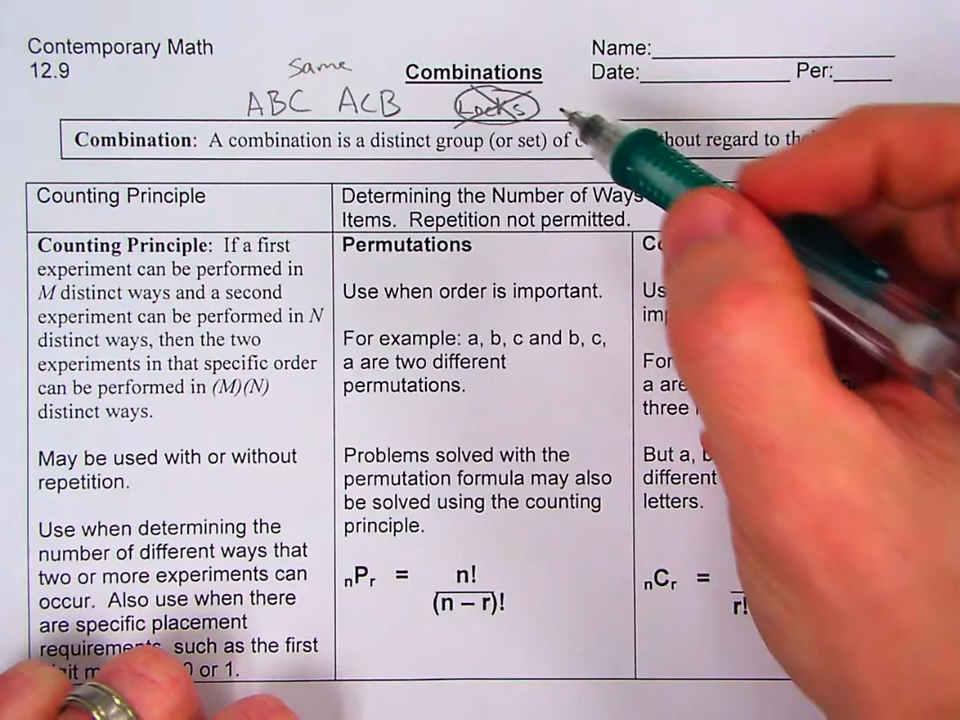 Contemporary Math
12.9
Name:
Date: Per:
same
Combinations
ABC ACB Locks
Combination: A combination is a distinct group (or set) of without regard to
Counting Principle
Determining the Number of Ways
Items. Repetition not permitted.
Counting Principle: If a first
experiment can be performed in
M distinct ways and a second
experiment can be performed in N
distinct ways, then the two
experiments in that specific order
can be performed in (M)(N)
distinct ways.
May be used with or without
repetition.
Use when determining the
number of different ways that
two or more experiments can
occur. Also use when there
are specific placement
requirements, such as the first
0 or 1.
Permutations
Use when order is important.
For example: a, b, c and b, c,
a are two different
permutations.
Problems solved with the
permutation formula may also
be solved using the counting
principle.
nPr = n!
(n – r)!
For
a are
three
But a, b
different
letters.
nCr =
r!